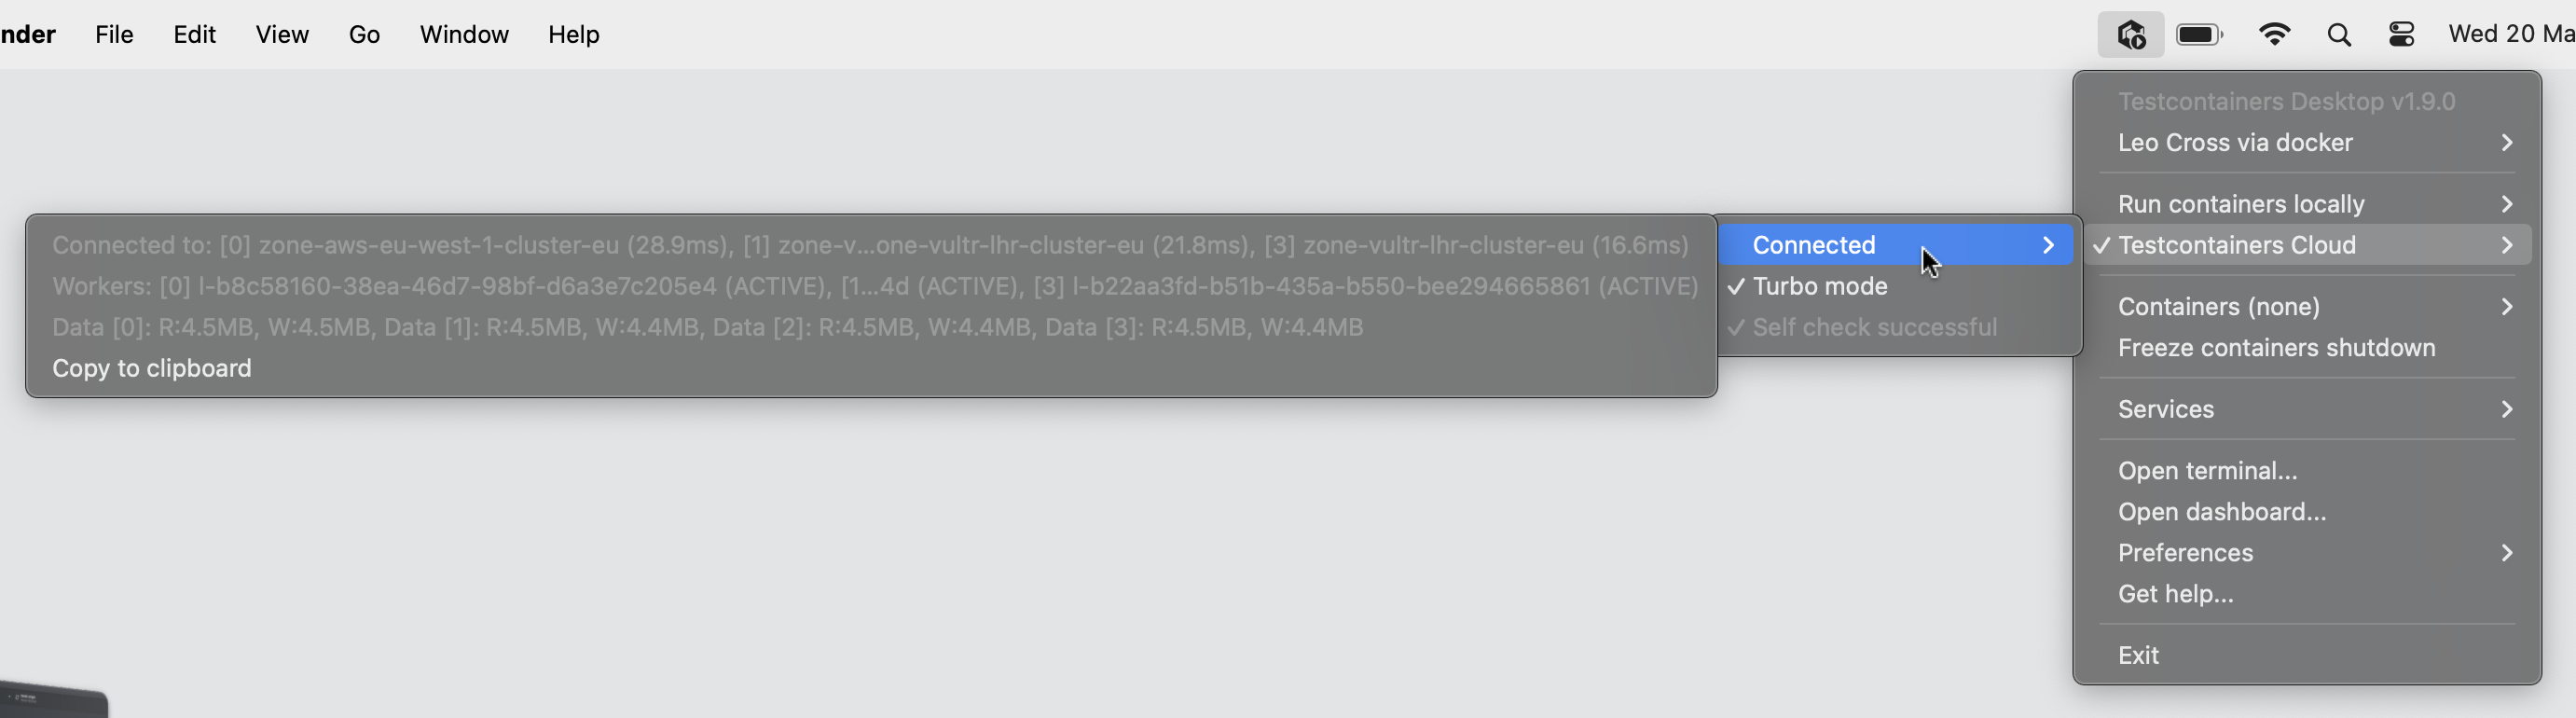 nder File Edit View Go Window Help Wed 20 Ma
Testcontainers Desktop v1.9.0
Leo Cross via docker
Run containers locally
Testcontainers Cloud
Containers (none)
Freeze containers shutdown
Services
Open terminal...
Open dashboard...
Preferences
Get help...
Exit
Connected
Turbo mode
Self check successful
Connected to: [0] zone-aws-eu-west-1-cluster-eu (28.9ms), [1] zone-v...one-vultr-lhr-cluster-eu (21.8ms), [3] zone-vultr-lhr-cluster-eu (16.6ms)
Workers: [0] l-b8c58160-38ea-46d7-98bf-d6a3e7c205e4 (ACTIVE), [1...4d (ACTIVE), [3] l-b22aa3fd-b51b-435a-b550-bee294665861 (ACTIVE)
Data [0]: R:4.5MB, W:4.5MB, Data [1]: R:4.5MB, W:4.4MB, Data [2]: R:4.5MB, W:4.4MB, Data [3]: R:4.5MB, W:4.4MB
Copy to clipboard